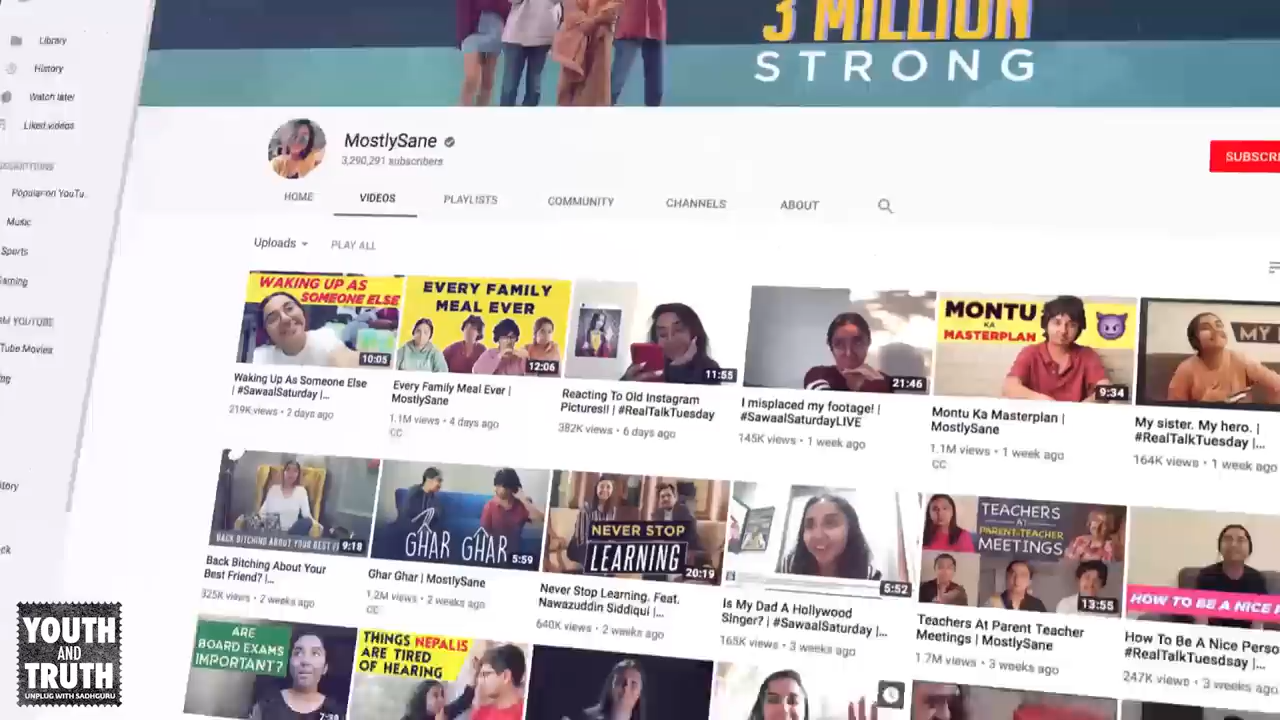 3 MILLION
STRONG
Library
History
Watch later
Liked videos
MostlySane
3,290,291 subscribers
SUBSCRI
HOME
VIDEOS
PLAYLISTS
COMMUNITY
CHANNELS
ABOUT
Popular on YouTu...
Music
Sports
Uploads
PLAY ALL
WAKING UP AS
SOMEONE ELSE
10:05
EVERY FAMILY
MEAL EVER
12:06
11:55
21:46
MONTU
KA
MASTERPLAN
9:34
MY
Waking Up As Someone Else
| #SawaalSaturday |...
219K views • 2 days ago
Every Family Meal Ever |
MostlySane
1.1M views • 4 days ago
CC
Reacting To Old Instagram
Pictures!! | #RealTalkTuesday
382K views • 6 days ago
I misplaced my footage! |
#SawaalSaturdayLIVE
145K views • 1 week ago
Montu Ka Masterplan |
MostlySane
1.1M views • 1 week ago
CC
My sister. My hero. |
#RealTalkTuesday |...
164K views • 1 week ago
BACK BITCHING ABOUT YOUR BEST
9:18
GHAR GHAR
5:59
NEVER STOP
LEARNING
20:19
5:52
TEACHERS
AT
PARENT-TEACHER
MEETINGS
13:55
HOW TO BE A NICE
Back Bitching About Your
Best Friend? |...
325K views • 2 weeks ago
Ghar Ghar | MostlySane
1.2M views • 2 weeks ago
CC
Never Stop Learning. Feat.
Nawazuddin Siddiqui |...
640K views • 2 weeks ago
Is My Dad A Hollywood
Singer? | #SawaalSaturday |...
165K views • 3 weeks ago
Teachers At Parent Teacher
Meetings | MostlySane
1.7M views • 3 weeks ago
How To Be A Nice Perso
#RealTalkTuesdsay |...
247K views • 3 weeks ago
ARE
BOARD EXAMS
IMPORTANT?
THINGS NEPALIS
ARE TIRED
OF HEARING
YOUTH
AND
TRUTH
UNPLUG WITH SADHGURU